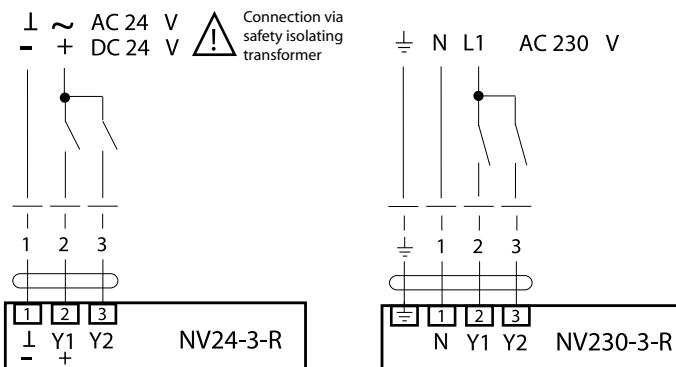 ⊥ ~ AC 24 V
- + DC 24 V
Connection via
safety isolating
transformer
1 2 3
1 2 3
⊥ Y1 Y2
- +
NV24-3-R
⏚ N L1 AC 230 V
⏚ 1 2 3
⏚ 1 2 3
N Y1 Y2
NV230-3-R